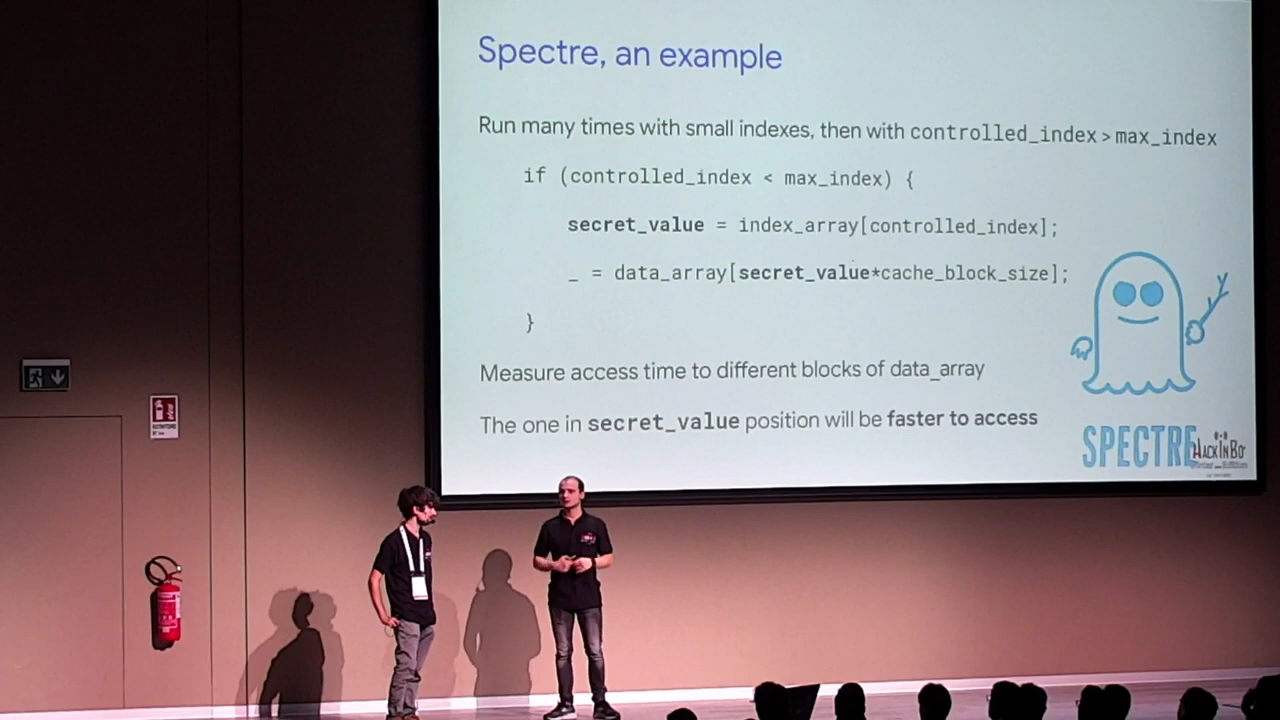 Spectre, an example
Run many times with small indexes, then with controlled_index > max_index
if (controlled_index < max_index) {
secret_value = index_array[controlled_index];
_ = data_array[secret_value*cache_block_size];
}
Measure access time to different blocks of data_array
The one in secret_value position will be faster to access
SPECTRE
HACKINBO